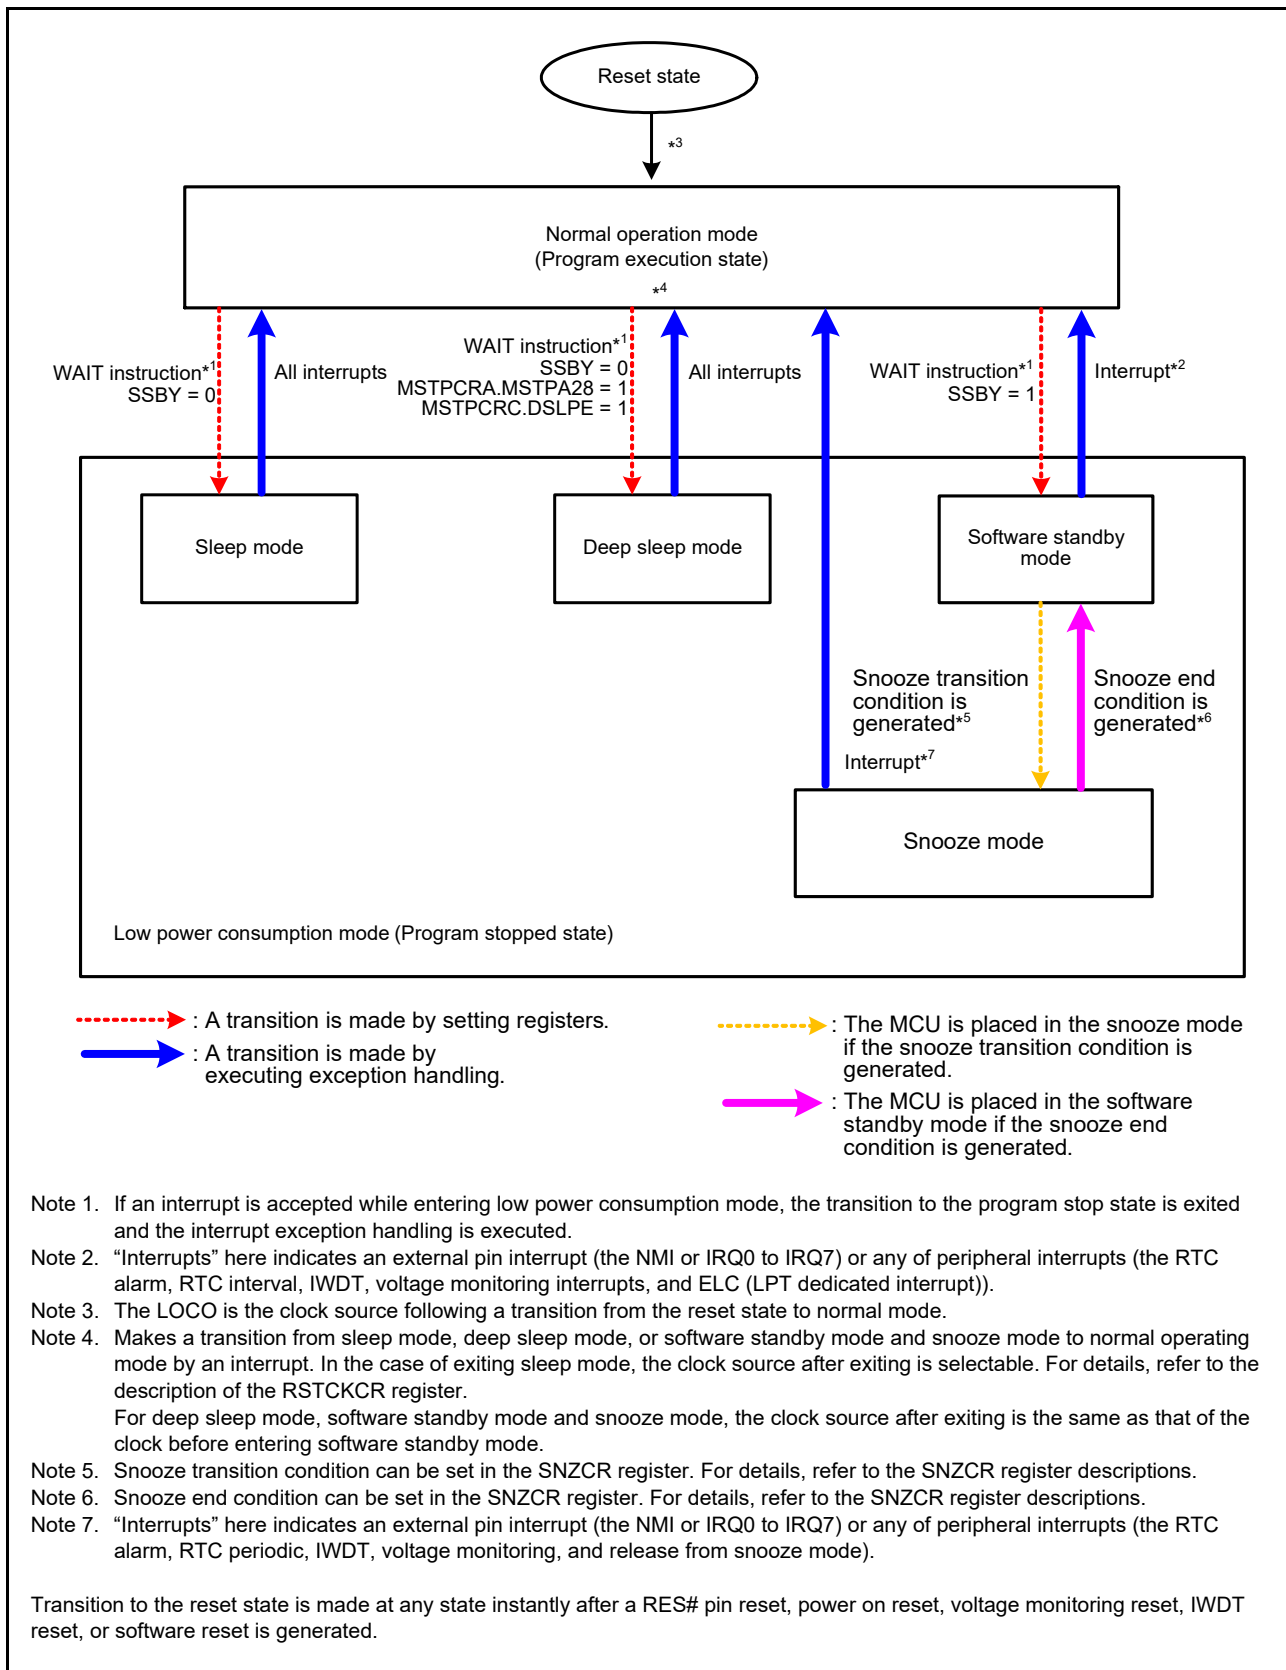 Reset state
*3
Normal operation mode
(Program execution state)
*4
WAIT instruction*1
SSBY = 0
All interrupts
WAIT instruction*1
SSBY = 0
MSTPCRA.MSTPA28 = 1
MSTPCRC.DSLPE = 1
All interrupts
WAIT instruction*1
SSBY = 1
Interrupt*2
Sleep mode
Deep sleep mode
Software standby
mode
Snooze transition
condition is
generated*5
Snooze end
condition is
generated*6
Interrupt*7
Snooze mode
Low power consumption mode (Program stopped state)
: A transition is made by setting registers.
: A transition is made by
executing exception handling.
: The MCU is placed in the snooze mode
if the snooze transition condition is
generated.
: The MCU is placed in the software
standby mode if the snooze end
condition is generated.
Note 1. If an interrupt is accepted while entering low power consumption mode, the transition to the program stop state is exited
and the interrupt exception handling is executed.
Note 2. “Interrupts” here indicates an external pin interrupt (the NMI or IRQ0 to IRQ7) or any of peripheral interrupts (the RTC
alarm, RTC interval, IWDT, voltage monitoring interrupts, and ELC (LPT dedicated interrupt)).
Note 3. The LOCO is the clock source following a transition from the reset state to normal mode.
Note 4. Makes a transition from sleep mode, deep sleep mode, or software standby mode and snooze mode to normal operating
mode by an interrupt. In the case of exiting sleep mode, the clock source after exiting is selectable. For details, refer to the
description of the RSTCKCR register.
For deep sleep mode, software standby mode and snooze mode, the clock source after exiting is the same as that of the
clock before entering software standby mode.
Note 5. Snooze transition condition can be set in the SNZCR register. For details, refer to the SNZCR register descriptions.
Note 6. Snooze end condition can be set in the SNZCR register. For details, refer to the SNZCR register descriptions.
Note 7. “Interrupts” here indicates an external pin interrupt (the NMI or IRQ0 to IRQ7) or any of peripheral interrupts (the RTC
alarm, RTC periodic, IWDT, voltage monitoring, and release from snooze mode).
Transition to the reset state is made at any state instantly after a RES# pin reset, power on reset, voltage monitoring reset, IWDT
reset, or software reset is generated.